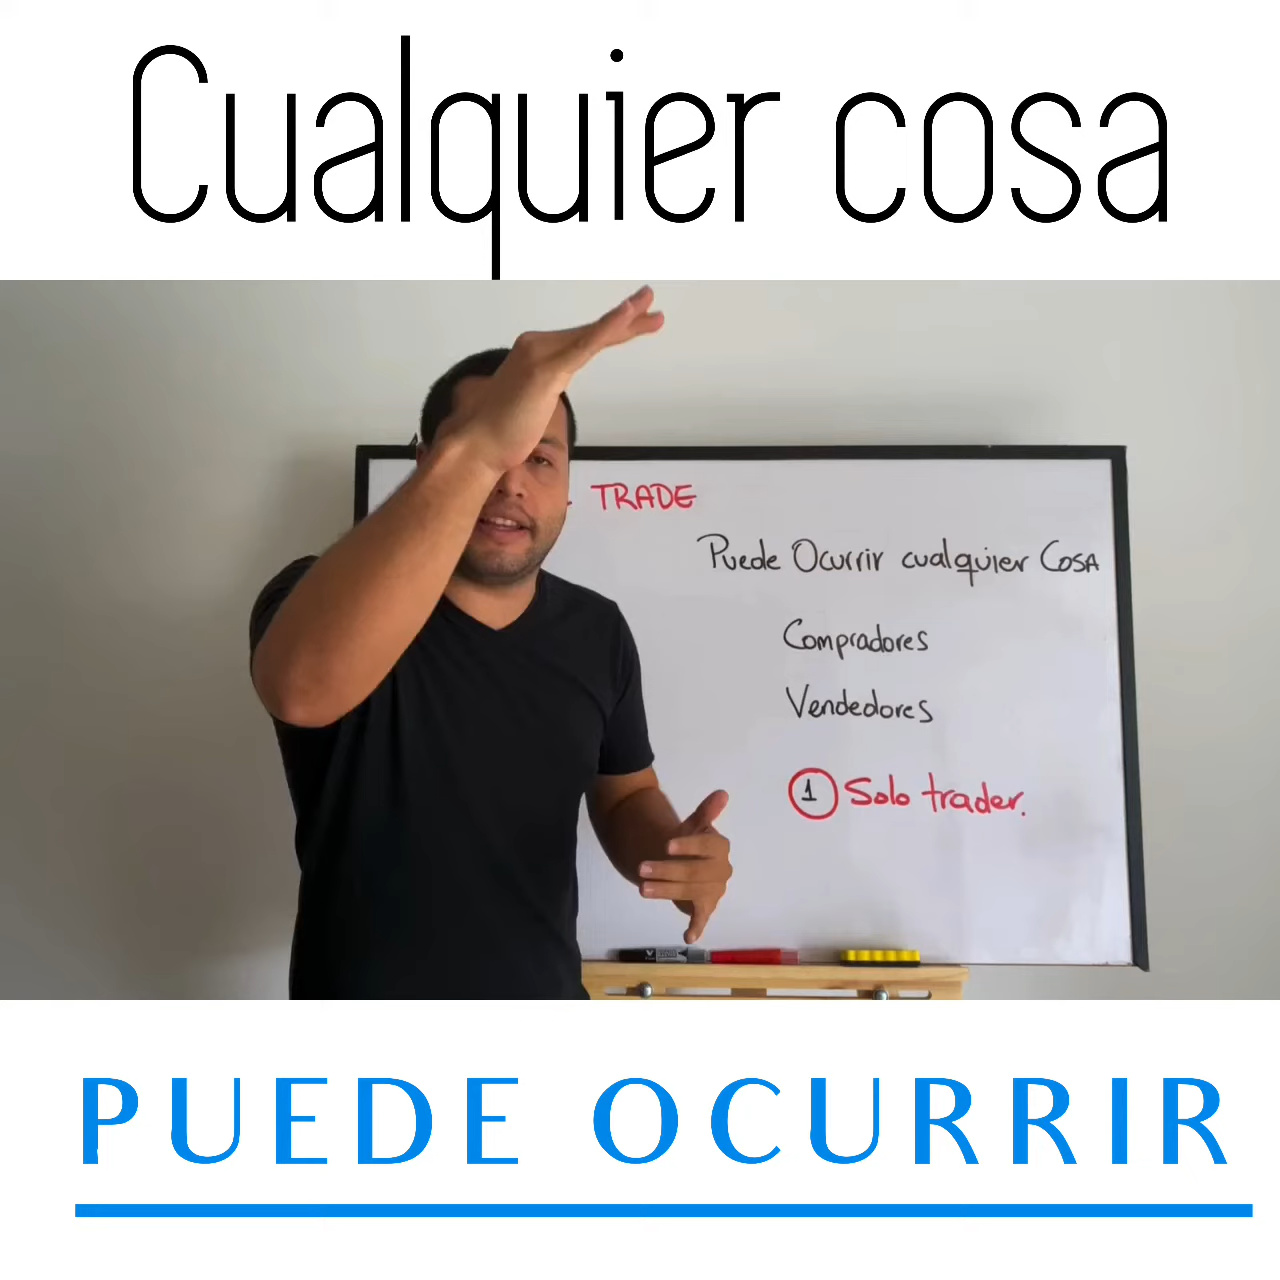 Cualquier cosa
TRADE
Puede Ocurrir cualquier Cosa
Compradores
Vendedores
1 Solo trader.
PUEDE OCURRIR